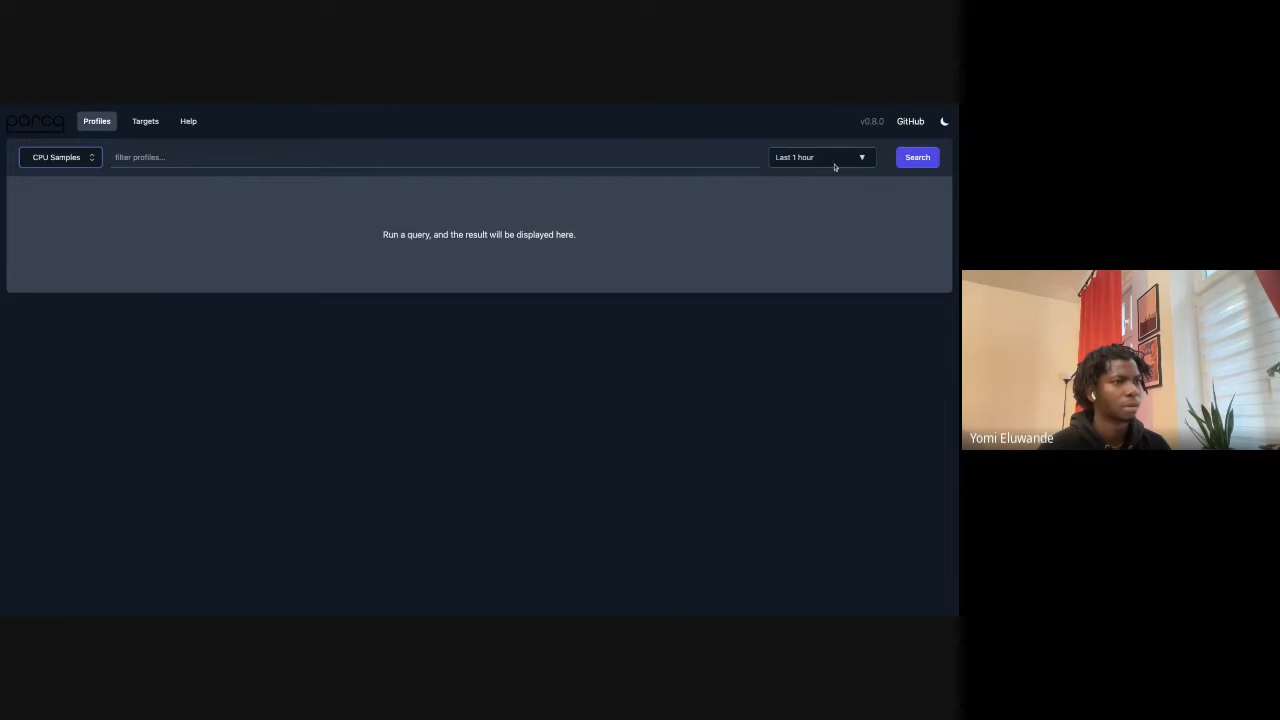 parca
Profiles
Targets
Help
v0.8.0
GitHub
CPU Samples
filter profiles...
Last 1 hour
Search
Run a query, and the result will be displayed here.
Yomi Eluwande